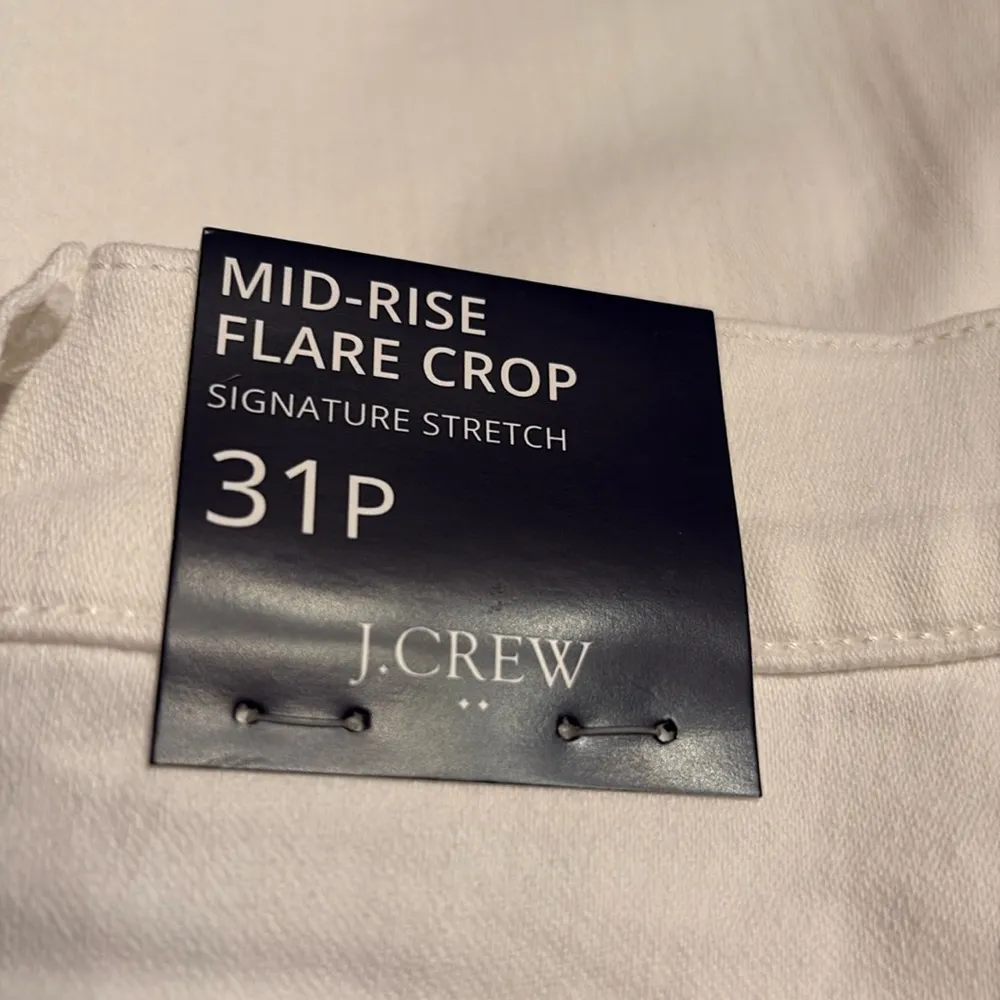 MID-RISE
FLARE CROP
SIGNATURE STRETCH
31P
J.CREW